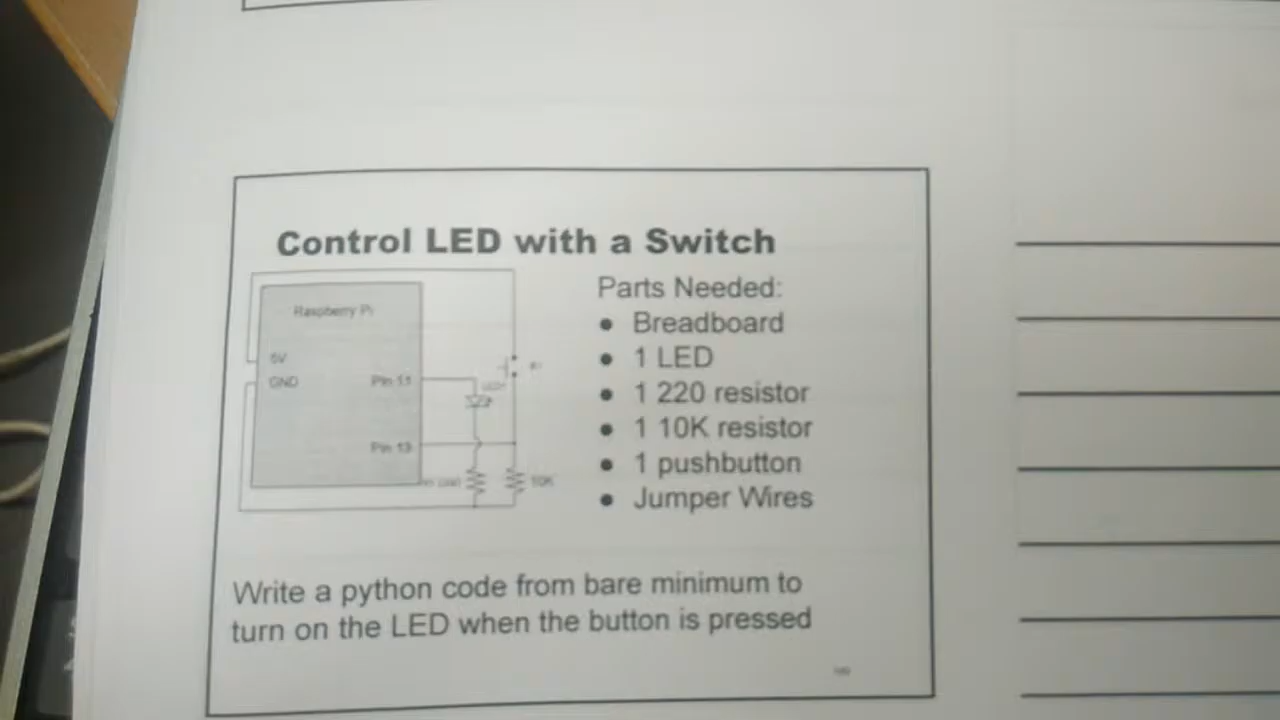 Control LED with a Switch
Raspberry Pi
5V
GND
Pin 11
Pin 13
10K
Parts Needed:
● Breadboard
● 1 LED
● 1 220 resistor
● 1 10K resistor
● 1 pushbutton
● Jumper Wires
Write a python code from bare minimum to
turn on the LED when the button is pressed